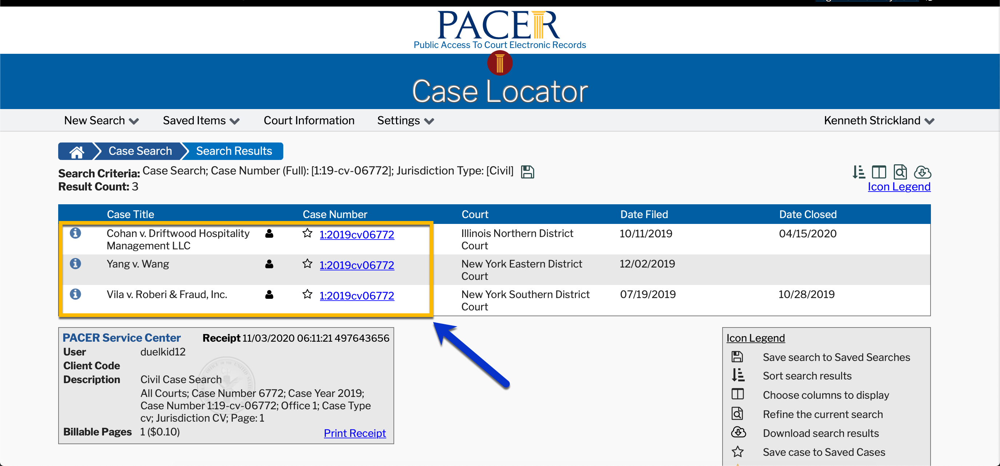 PACER
Public Access To Court Electronic Records
Case Locator
New Search Saved Items Court Information Settings Kenneth Strickland
Case Search Search Results
Search Criteria: Case Search; Case Number (Full): [1:19-cv-06772]; Jurisdiction Type: [Civil]
Result Count: 3
Icon Legend
Case Title Case Number Court Date Filed Date Closed
Cohan v. Driftwood Hospitality 1:2019cv06772 Illinois Northern District 10/11/2019 04/15/2020
Management LLC Court
Yang v. Wang 1:2019cv06772 New York Eastern District 12/02/2019
Court
Vila v. Roberi & Fraud, Inc. 1:2019cv06772 New York Southern District 07/19/2019 10/28/2019
Court
PACER Service Center Receipt 11/03/2020 06:11:21 497643656
User duelkid12
Client Code
Description Civil Case Search
All Courts; Case Number 6772; Case Year 2019;
Case Number 1:19-cv-06772; Office 1; Case Type
cv; Jurisdiction CV; Page: 1
Billable Pages 1 ($0.10) Print Receipt
Icon Legend
Save search to Saved Searches
Sort search results
Choose columns to display
Refine the current search
Download search results
Save case to Saved Cases